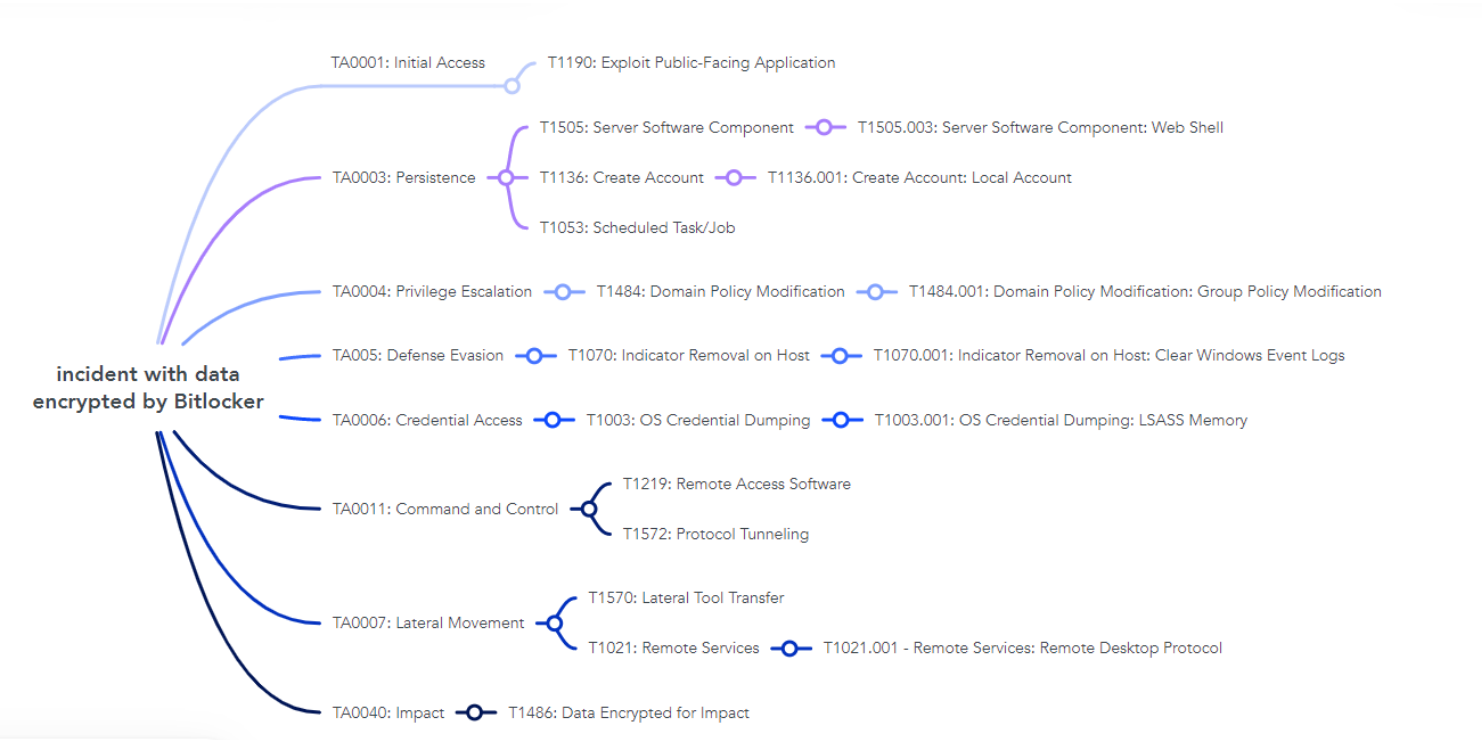 TA0001: Initial Access
T1190: Exploit Public-Facing Application
T1505: Server Software Component
T1505.003: Server Software Component: Web Shell
TA0003: Persistence
T1136: Create Account
T1136.001: Create Account: Local Account
T1053: Scheduled Task/Job
TA0004: Privilege Escalation
T1484: Domain Policy Modification
T1484.001: Domain Policy Modification: Group Policy Modification
TA005: Defense Evasion
T1070: Indicator Removal on Host
T1070.001: Indicator Removal on Host: Clear Windows Event Logs
incident with data
encrypted by Bitlocker
TA0006: Credential Access
T1003: OS Credential Dumping
T1003.001: OS Credential Dumping: LSASS Memory
TA0011: Command and Control
T1219: Remote Access Software
T1572: Protocol Tunneling
TA0007: Lateral Movement
T1570: Lateral Tool Transfer
T1021: Remote Services
T1021.001 - Remote Services: Remote Desktop Protocol
TA0040: Impact
T1486: Data Encrypted for Impact